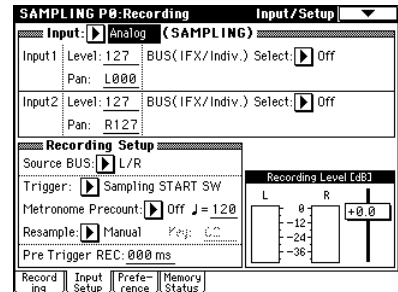 SAMPLING P0:Recording Input/Setup
Input: Analog (SAMPLING)
Input1 Level: 127 BUS(IFX/Indiv.) Select: Off
Pan: L000
Input2 Level: 127 BUS(IFX/Indiv.) Select: Off
Pan: R127
Recording Setup
Source BUS: L/R
Trigger: Sampling START SW
Metronome Precount: Off ♩= 120
Resample: Manual Key: C2
Pre Trigger REC: 000 ms
Recording Level [dB]
L R
0
-12
-24
-36
+0.0
Record ing Input Setup Prefe- rence Memory Status